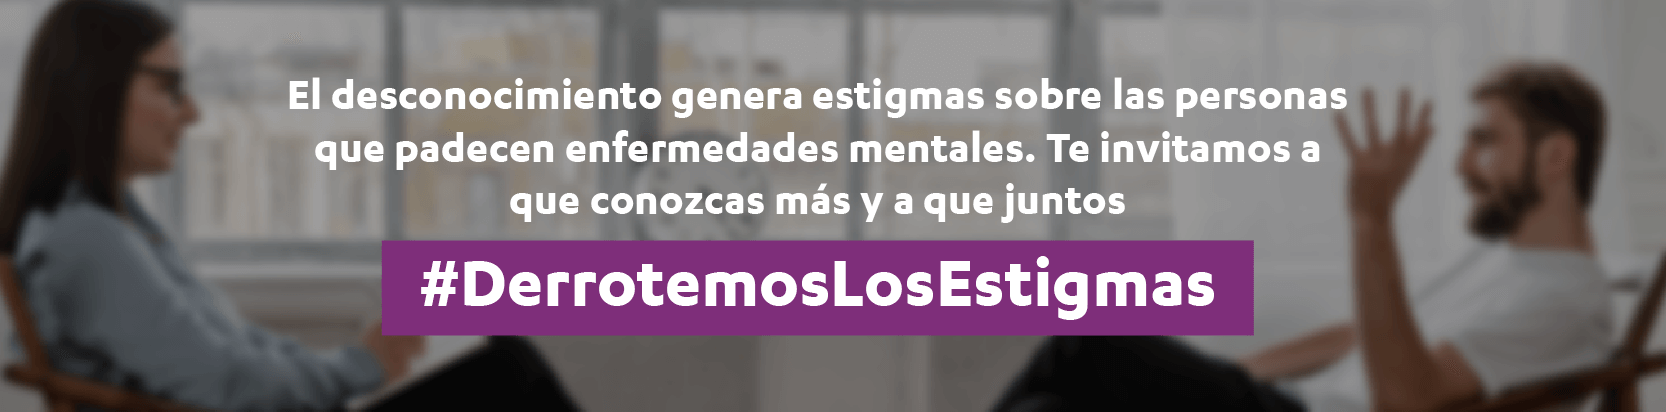 El desconocimiento genera estigmas sobre las personas
que padecen enfermedades mentales. Te invitamos a
que conozcas más y a que juntos
#DerrotemosLosEstigmas